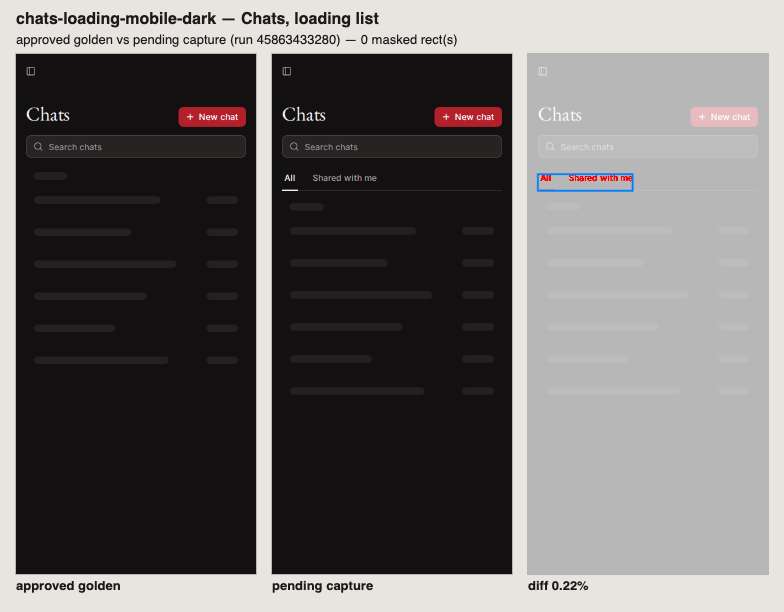 chats-loading-mobile-dark — Chats, loading list
approved golden vs pending capture (run 45863433280) — 0 masked rect(s)
Chats
+ New chat
Search chats
Chats
+ New chat
Search chats
All Shared with me
Chats
+ New chat
Search chats
All Shared with me
approved golden
pending capture
diff 0.22%